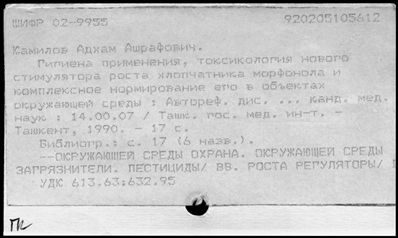 ШИФР 02-9955 920205105612
Камилов Адхам Ашрафович.
Гигиена применения, токсикология нового
стимулятора роста хлопчатника морфонола и
комплексное нормирование его в объектах
окружающей среды : Автореф. дис. ... канд. мед.
наук : 14.00.07 / Ташк. гос. мед. ин-т. -
Ташкент, 1990. - 17 с.
Библиогр.: с. 17 (6 назв.).
--ОКРУЖАЮЩЕЙ СРЕДЫ ОХРАНА. ОКРУЖАЮЩЕЙ СРЕДЫ
ЗАГРЯЗНИТЕЛИ. ПЕСТИЦИДЫ/ ВВ. РОСТА РЕГУЛЯТОРЫ/
УДК 613.63:632.95